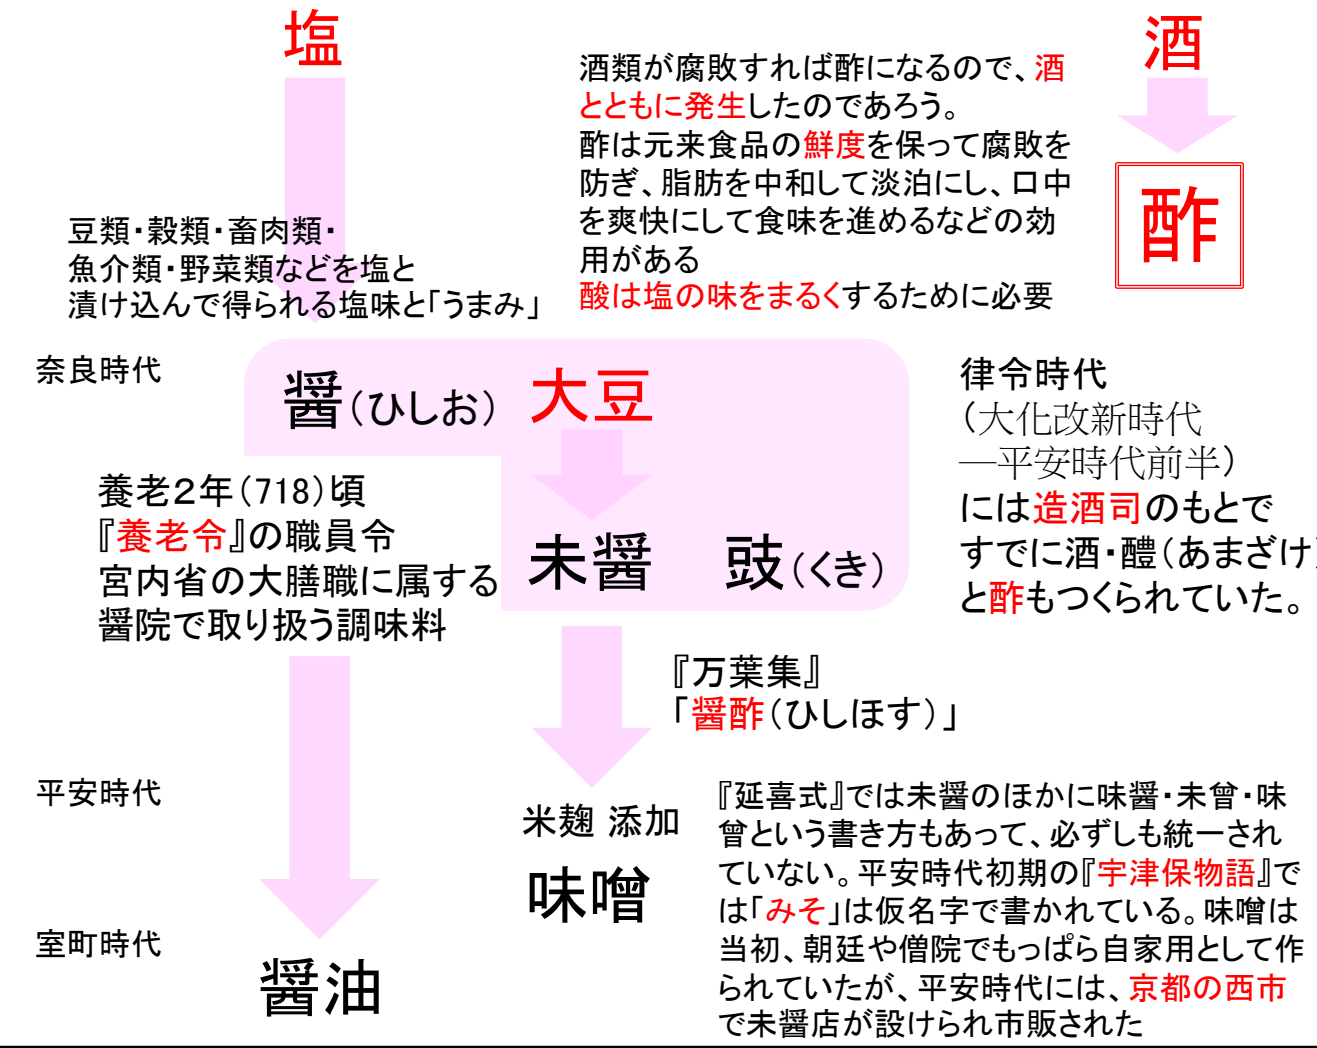 塩
豆類・穀類・畜肉類・
魚介類・野菜類などを塩と
漬け込んで得られる塩味と「うまみ」
酒類が腐敗すれば酢になるので、酒
とともに発生したのであろう。
酢は元来食品の鮮度を保って腐敗を
防ぎ、脂肪を中和して淡泊にし、口中
を爽快にして食味を進めるなどの効
用がある
酸は塩の味をまるくするために必要
酒
酢
奈良時代
醤(ひしお) 大豆
養老２年(718)頃
『養老令』の職員令
宮内省の大膳職に属する
醤院で取り扱う調味料
未醤 豉(くき)
律令時代
(大化改新時代
―平安時代前半)
には造酒司のもとで
すでに酒・醴(あまざけ)
と酢もつくられていた。
『万葉集』
「醤酢(ひしほす)」
平安時代
米麹 添加
味噌
『延喜式』では未醤のほかに味醤・未曾・味
曾という書き方もあって、必ずしも統一され
ていない。平安時代初期の『宇津保物語』で
は「みそ」は仮名字で書かれている。味噌は
当初、朝廷や僧院でもっぱら自家用として作
られていたが、平安時代には、京都の西市
で未醤店が設けられ市販された
室町時代
醤油